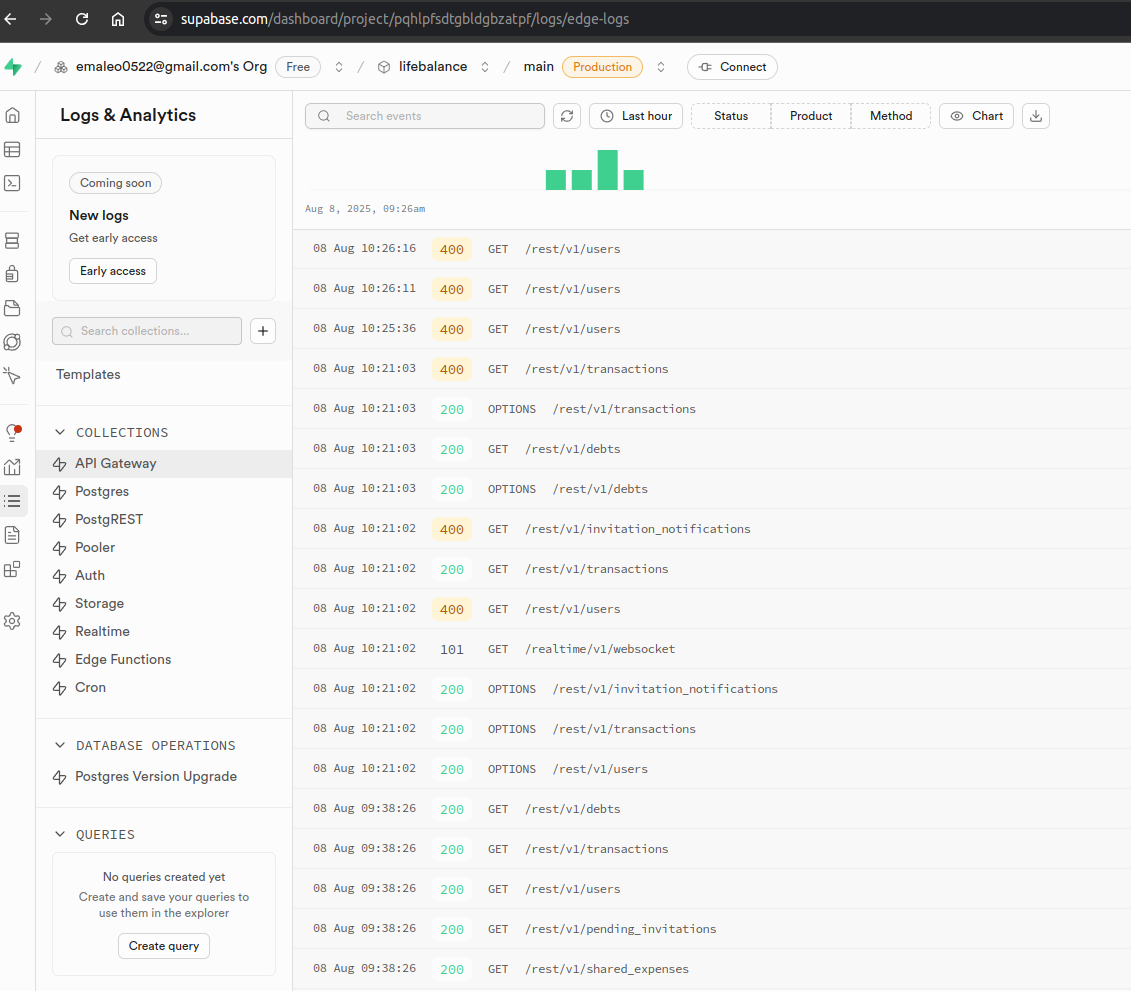 supabase.com/dashboard/project/pqhlpfsdtgbldgbzatpf/logs/edge-logs
/ emaleo0522@gmail.com's Org Free / lifebalance / main Production Connect
Logs & Analytics
Search events Last hour Status Product Method Chart
Coming soon
New logs
Get early access
Early access
Search collections... +
Templates
COLLECTIONS
API Gateway
Postgres
PostgREST
Pooler
Auth
Storage
Realtime
Edge Functions
Cron
DATABASE OPERATIONS
Postgres Version Upgrade
QUERIES
No queries created yet
Create and save your queries to
use them in the explorer
Create query
Aug 8, 2025, 09:26am
08 Aug 10:26:16 400 GET /rest/v1/users
08 Aug 10:26:11 400 GET /rest/v1/users
08 Aug 10:25:36 400 GET /rest/v1/users
08 Aug 10:21:03 400 GET /rest/v1/transactions
08 Aug 10:21:03 200 OPTIONS /rest/v1/transactions
08 Aug 10:21:03 200 GET /rest/v1/debts
08 Aug 10:21:03 200 OPTIONS /rest/v1/debts
08 Aug 10:21:02 400 GET /rest/v1/invitation_notifications
08 Aug 10:21:02 200 GET /rest/v1/transactions
08 Aug 10:21:02 400 GET /rest/v1/users
08 Aug 10:21:02 101 GET /realtime/v1/websocket
08 Aug 10:21:02 200 OPTIONS /rest/v1/invitation_notifications
08 Aug 10:21:02 200 OPTIONS /rest/v1/transactions
08 Aug 10:21:02 200 OPTIONS /rest/v1/users
08 Aug 09:38:26 200 GET /rest/v1/debts
08 Aug 09:38:26 200 GET /rest/v1/transactions
08 Aug 09:38:26 200 GET /rest/v1/users
08 Aug 09:38:26 200 GET /rest/v1/pending_invitations
08 Aug 09:38:26 200 GET /rest/v1/shared_expenses